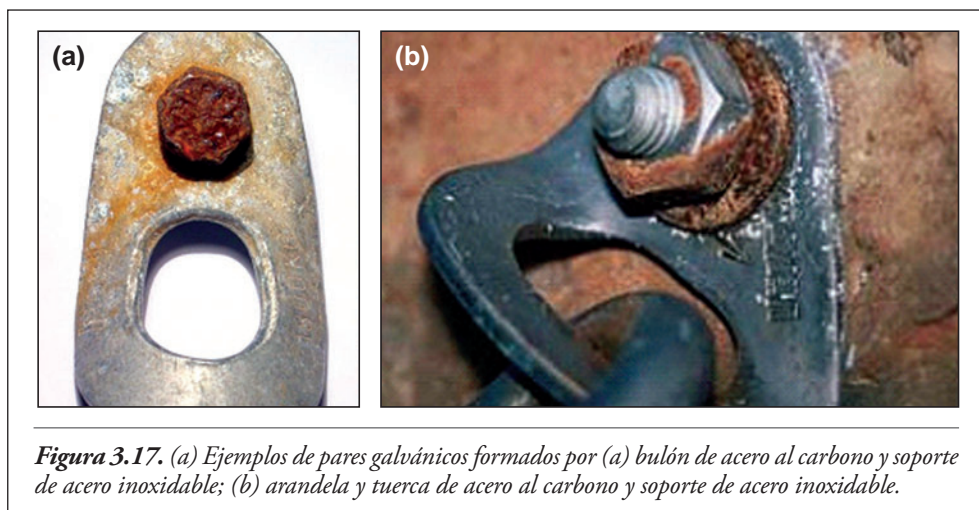 (a)
(b)
Figura 3.17. (a) Ejemplos de pares galvánicos formados por (a) bulón de acero al carbono y soporte
de acero inoxidable; (b) arandela y tuerca de acero al carbono y soporte de acero inoxidable.